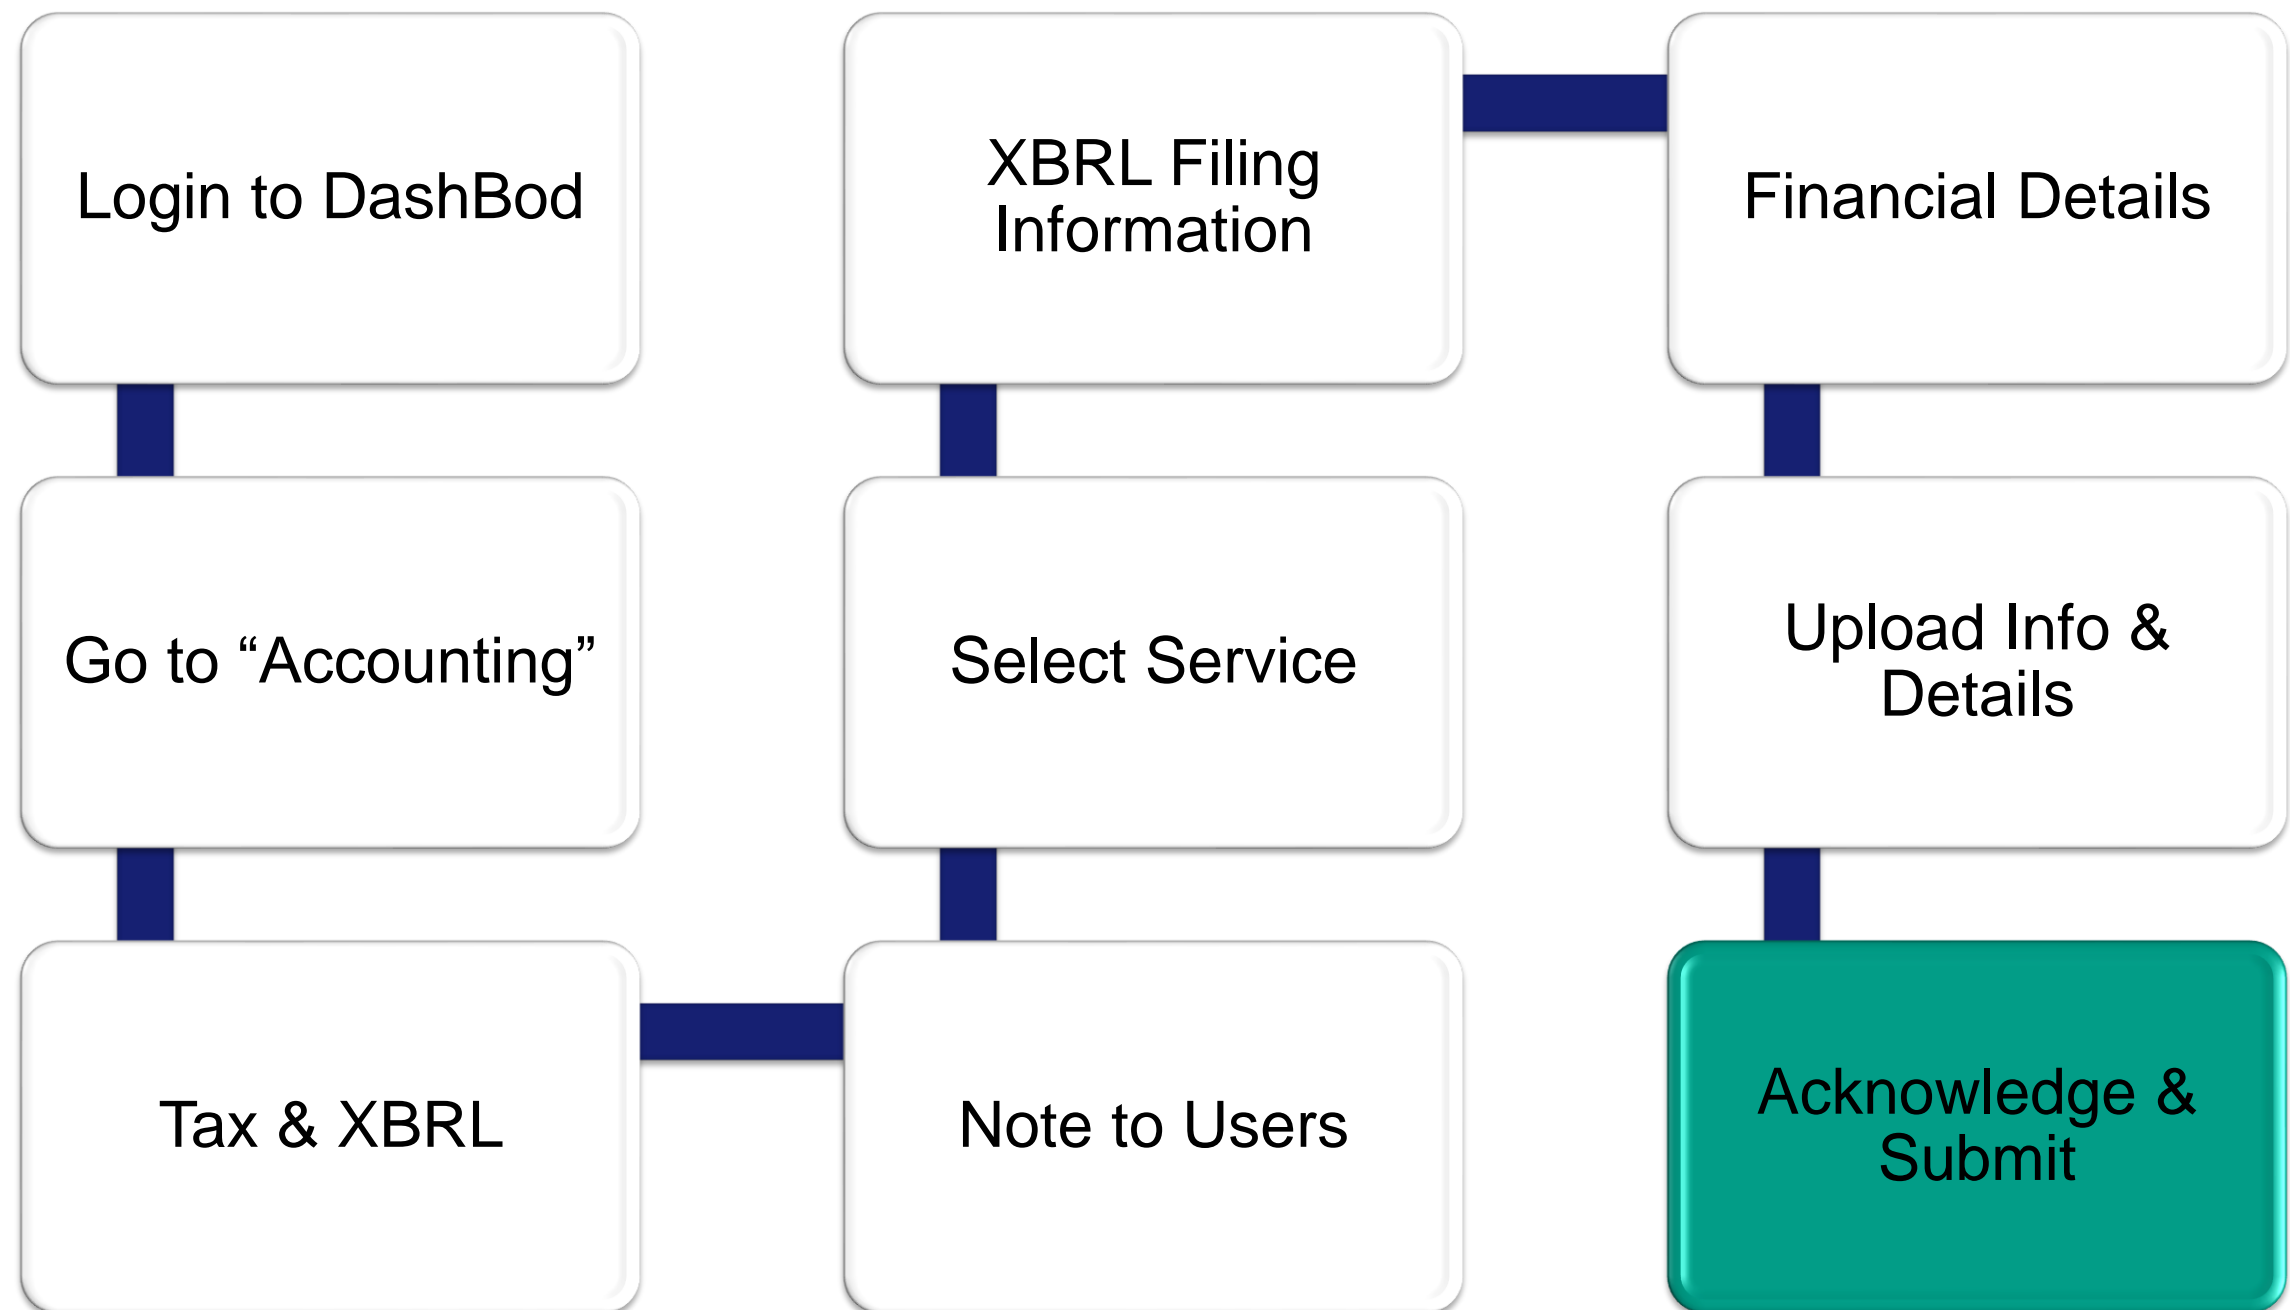 Login to DashBod
Go to “Accounting”
Tax & XBRL
Note to Users
Select Service
XBRL Filing
Information
Financial Details
Upload Info &
Details
Acknowledge &
Submit